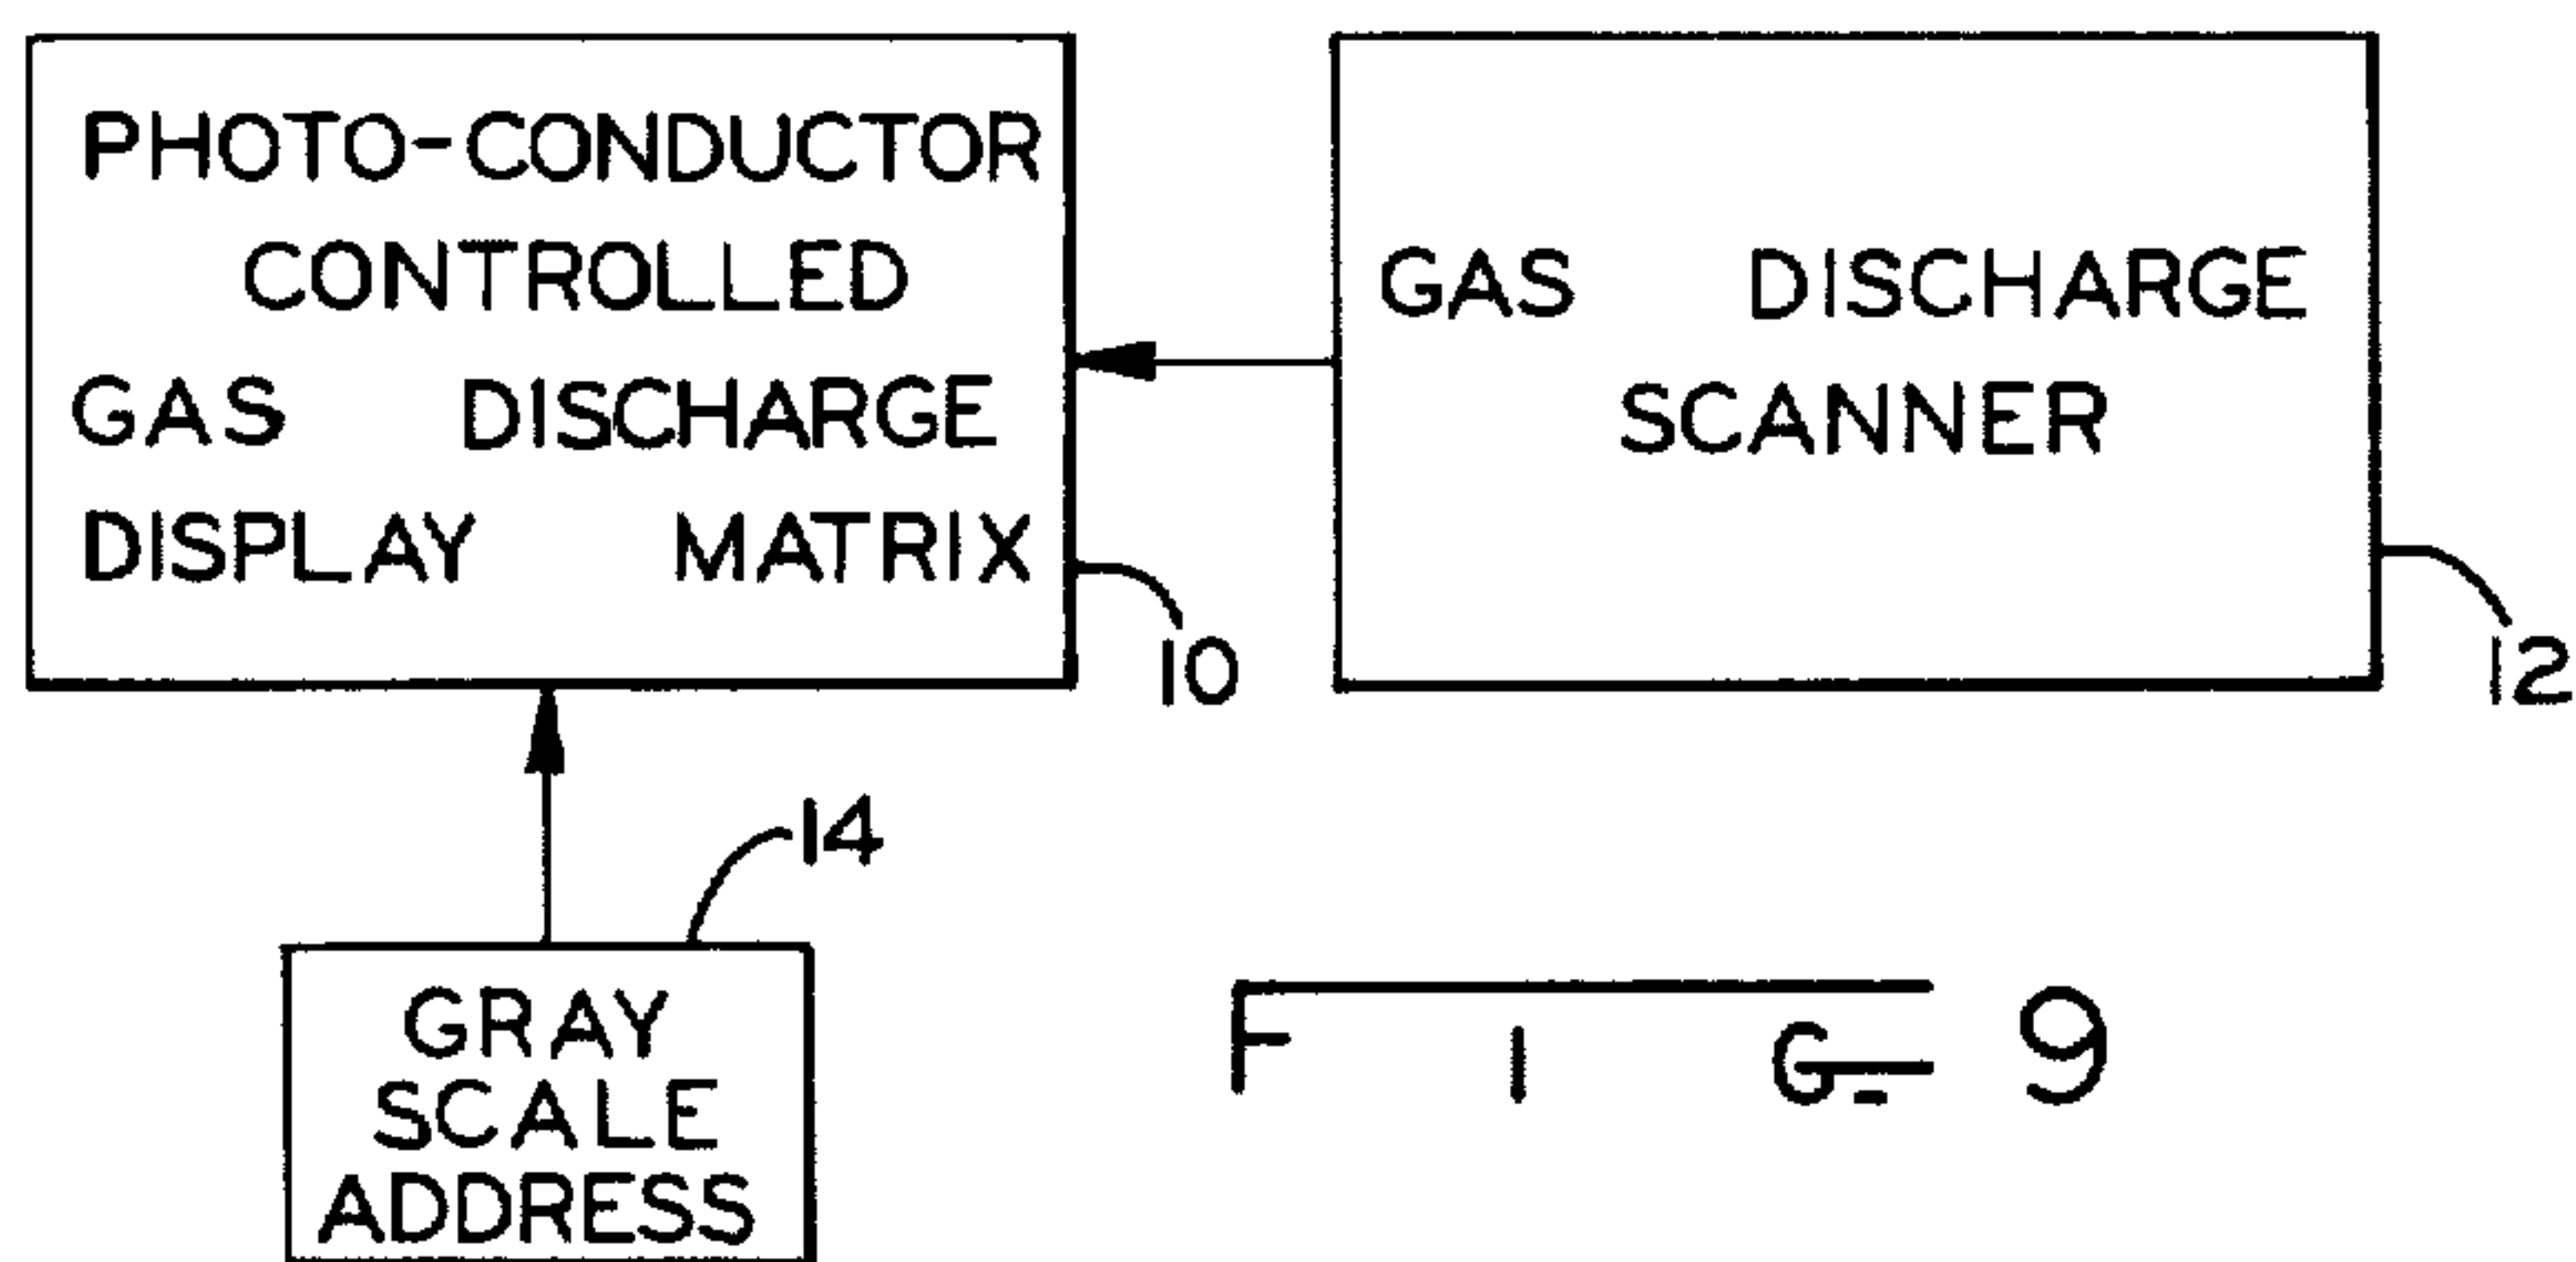 PHOTO-CONDUCTOR
CONTROLLED
GAS DISCHARGE
DISPLAY MATRIX
10
GAS DISCHARGE
SCANNER
12
14
GRAY
SCALE
ADDRESS
FIG- 9